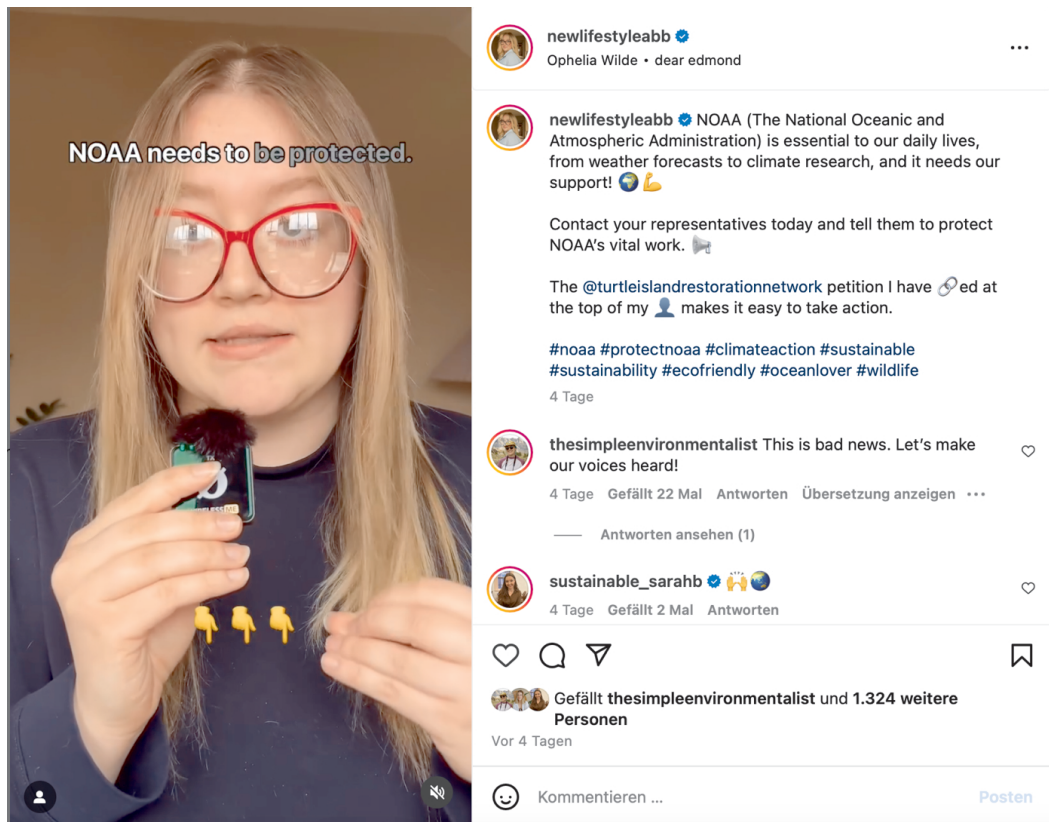 NOAA needs to be protected.
newlifestyleabb
Ophelia Wilde • dear edmond
newlifestyleabb NOAA (The National Oceanic and
Atmospheric Administration) is essential to our daily lives,
from weather forecasts to climate research, and it needs our
support! 🌍💪
Contact your representatives today and tell them to protect
NOAA’s vital work. 📢
The @turtleislandrestorationnetwork petition I have 🔗ed at
the top of my 👤 makes it easy to take action.
#noaa #protectnoaa #climateaction #sustainable
#sustainability #ecofriendly #oceanlover #wildlife
4 Tage
thesimpleenvironmentalist This is bad news. Let’s make
our voices heard!
4 Tage Gefällt 22 Mal Antworten Übersetzung anzeigen
Antworten ansehen (1)
sustainable_sarahb 🙌🌏
4 Tage Gefällt 2 Mal Antworten
Gefällt thesimpleenvironmentalist und 1.324 weitere
Personen
Vor 4 Tagen
Kommentieren ...
Posten